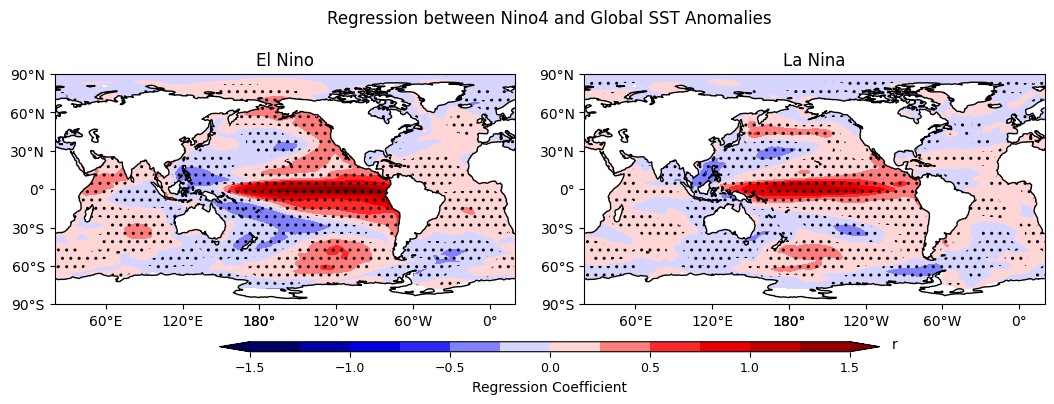 Regression between Nino4 and Global SST Anomalies
El Nino
La Nina
90°N
60°N
30°N
0°
30°S
60°S
90°S
60°E 120°E 180° 120°W 60°W 0°
90°N
60°N
30°N
0°
30°S
60°S
90°S
60°E 120°E 180° 120°W 60°W 0°
r
−1.5 −1.0 −0.5 0.0 0.5 1.0 1.5
Regression Coefficient